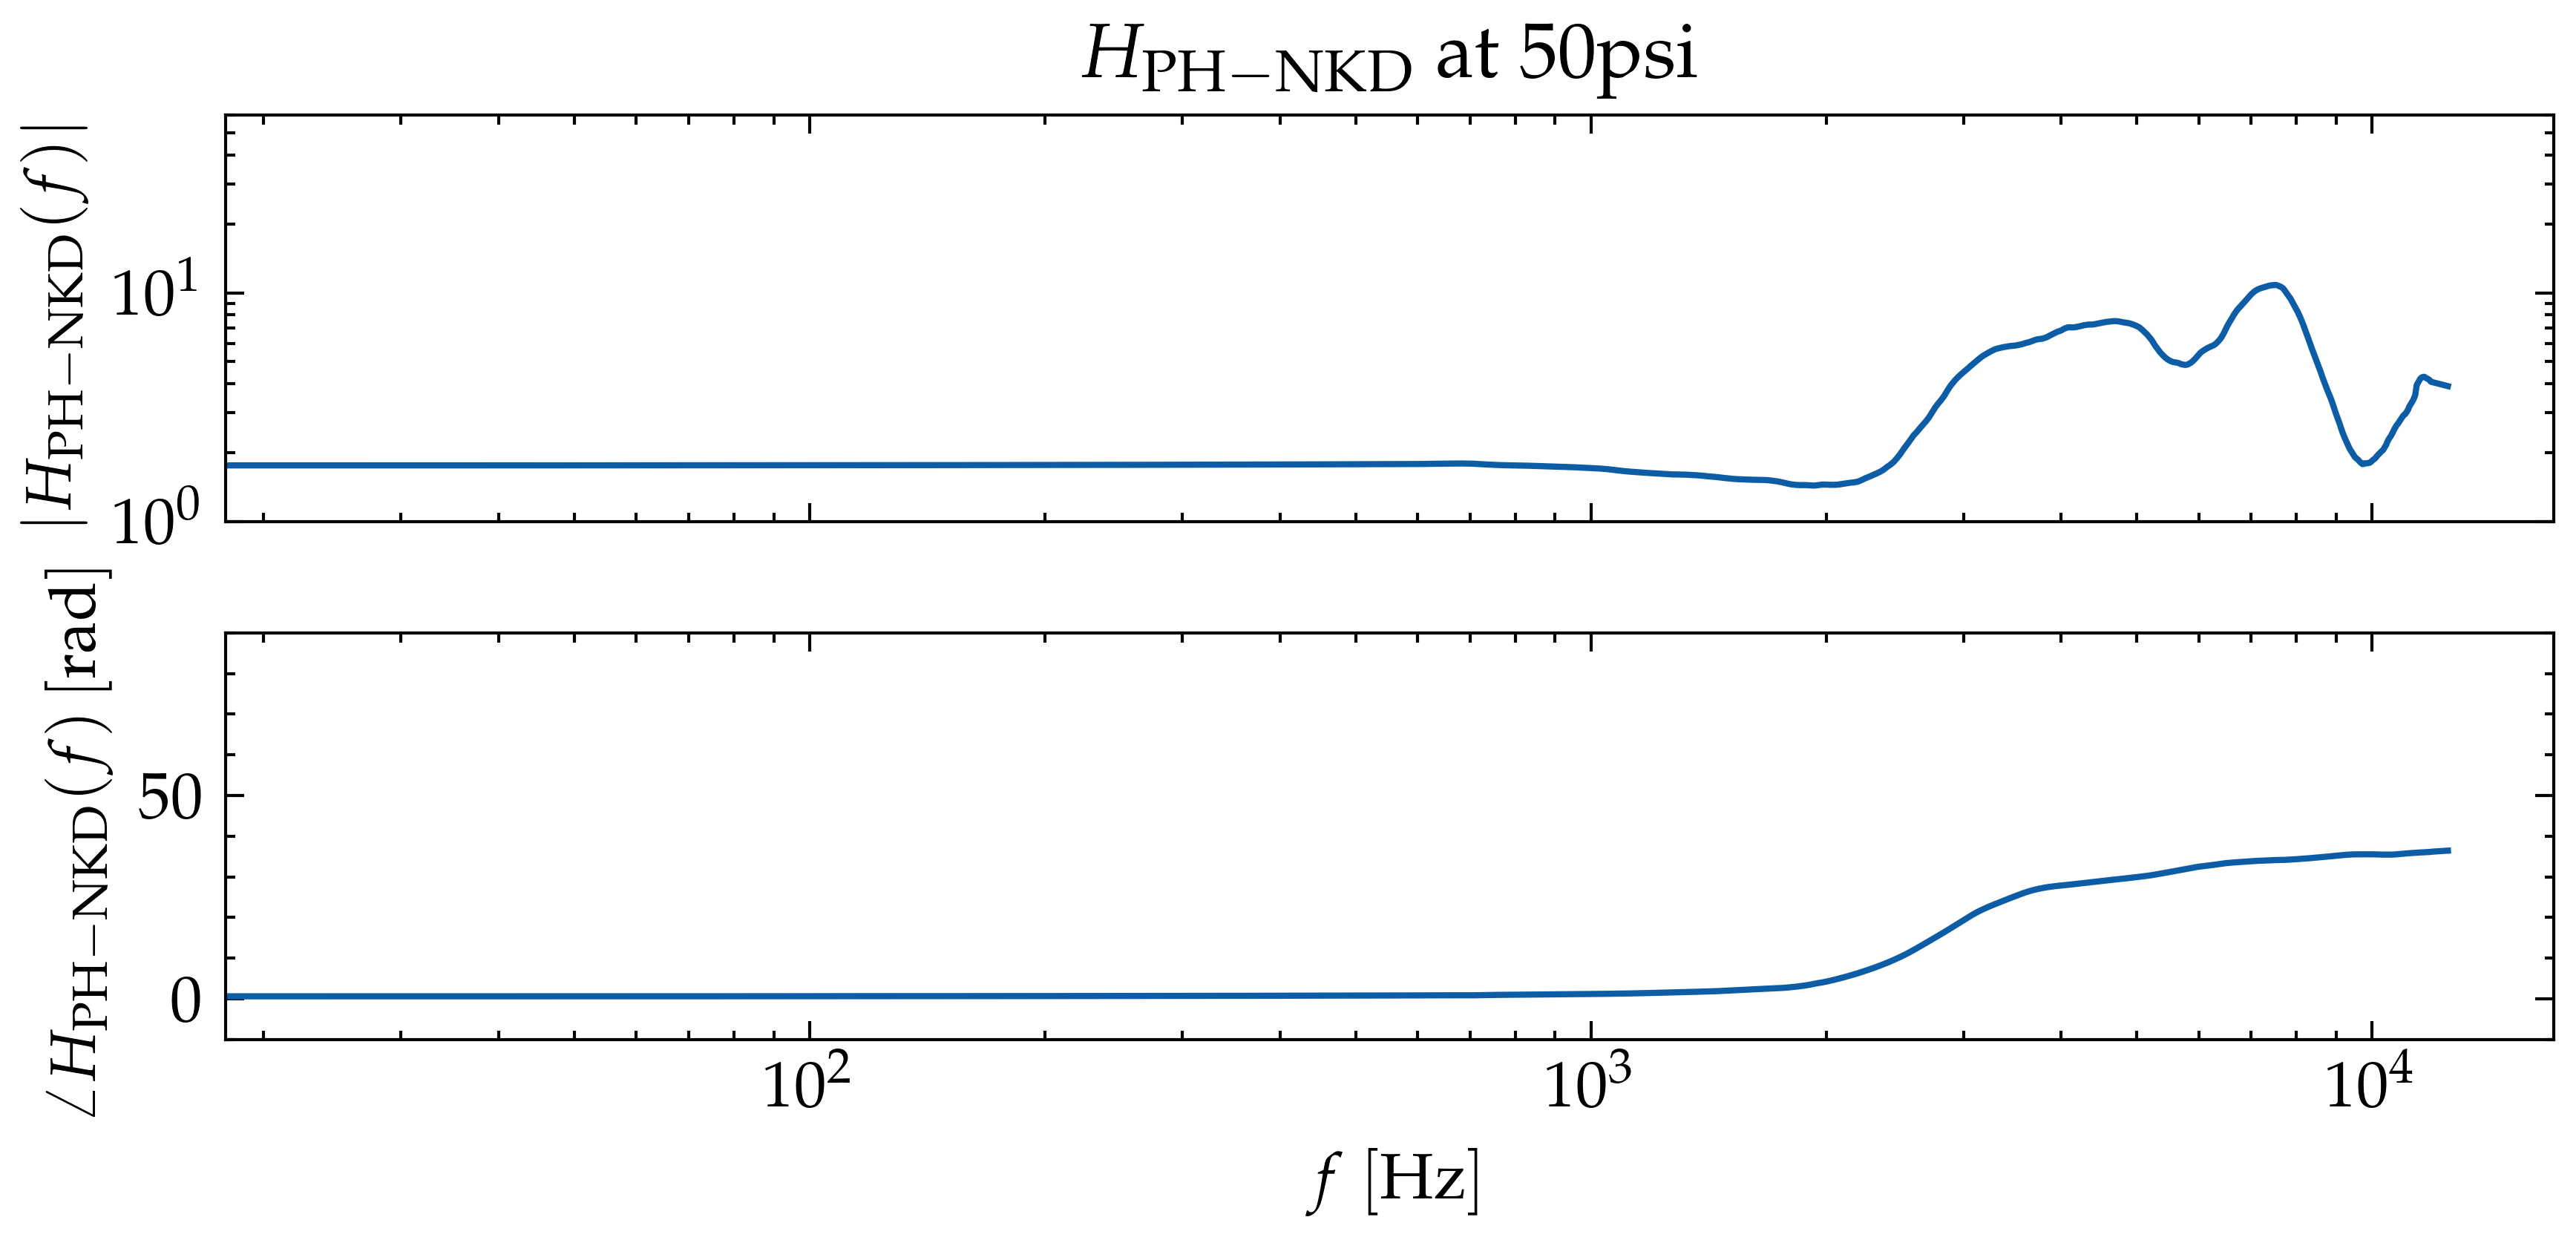 H_PH−NKD at 50psi
|H_PH−NKD(f)|
10^1
10^0
∠H_PH−NKD(f) [rad]
50
0
10^2 10^3 10^4
f [Hz]